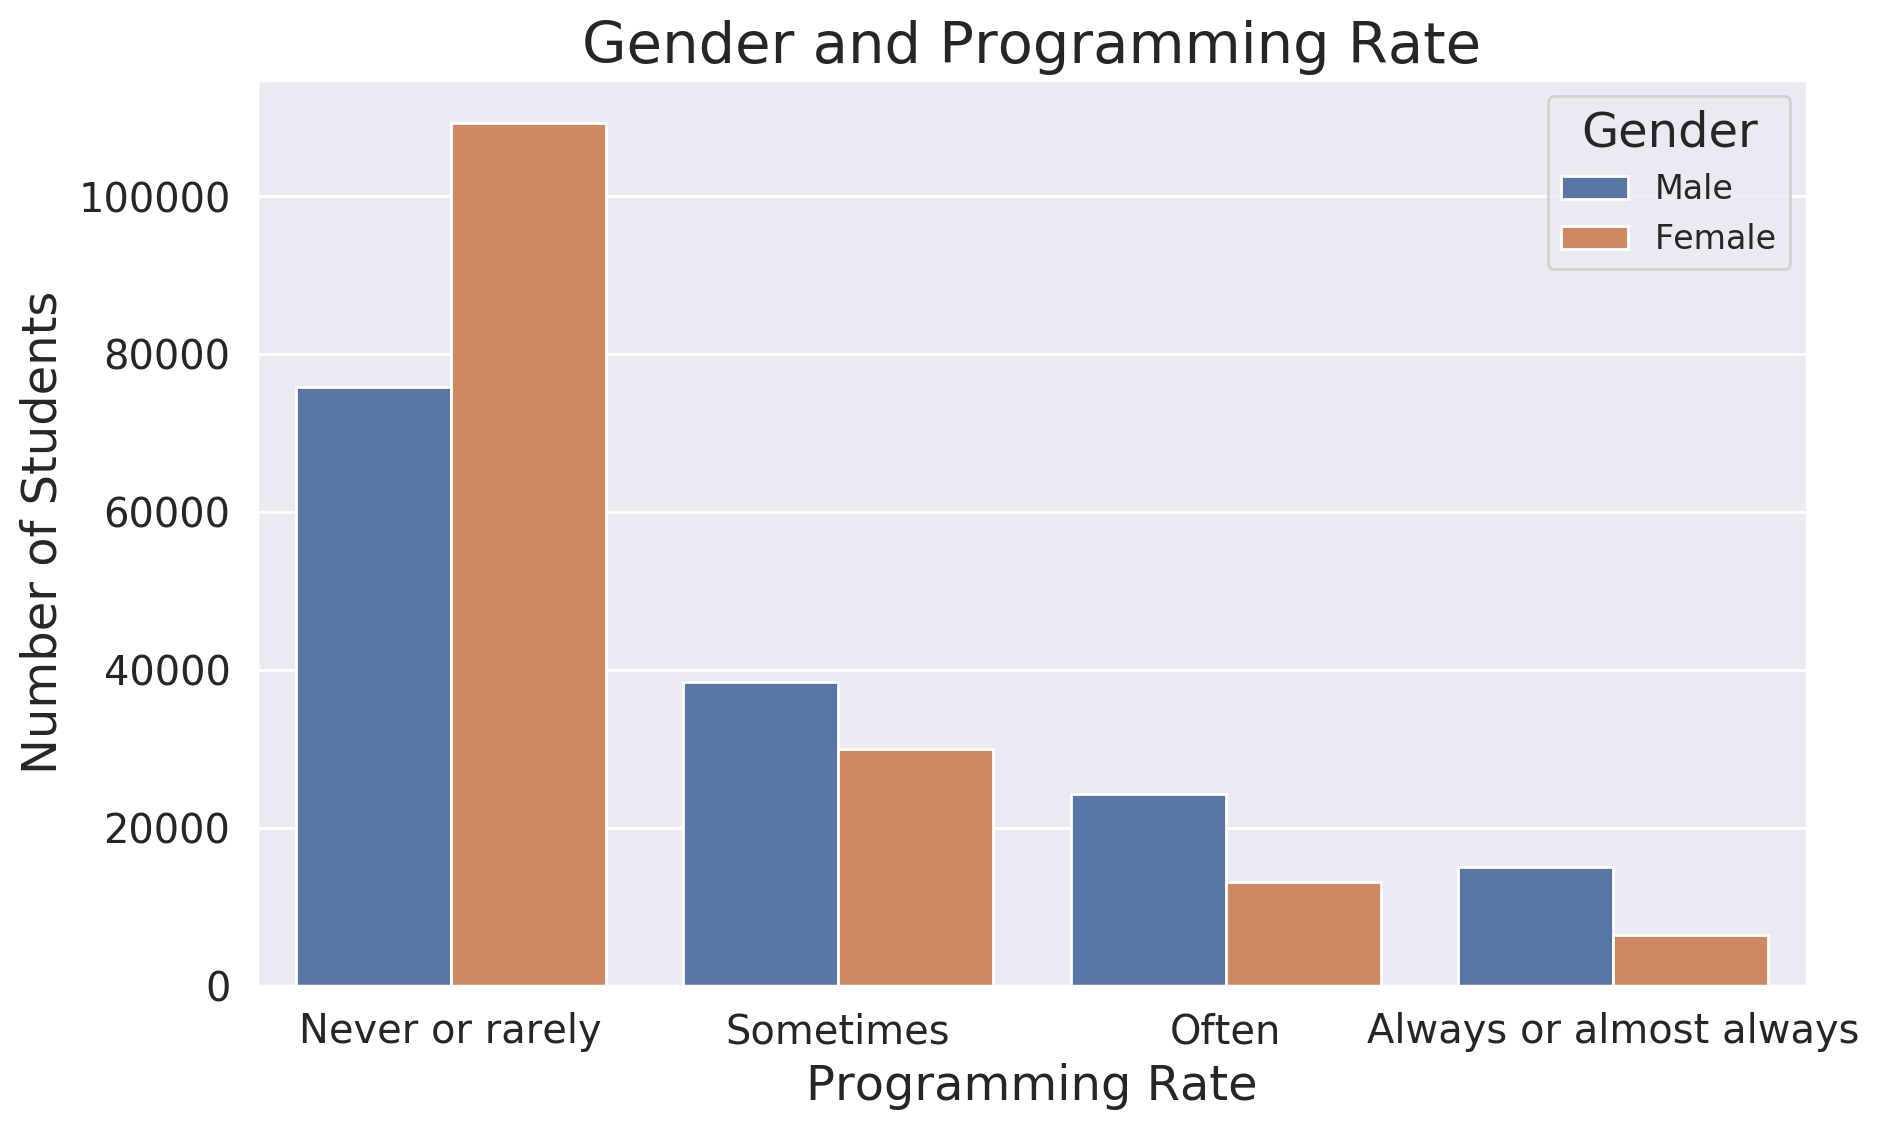 Gender and Programming Rate
Gender
Male
Female
Number of Students
100000
80000
60000
40000
20000
0
Never or rarely
Sometimes
Often
Always or almost always
Programming Rate